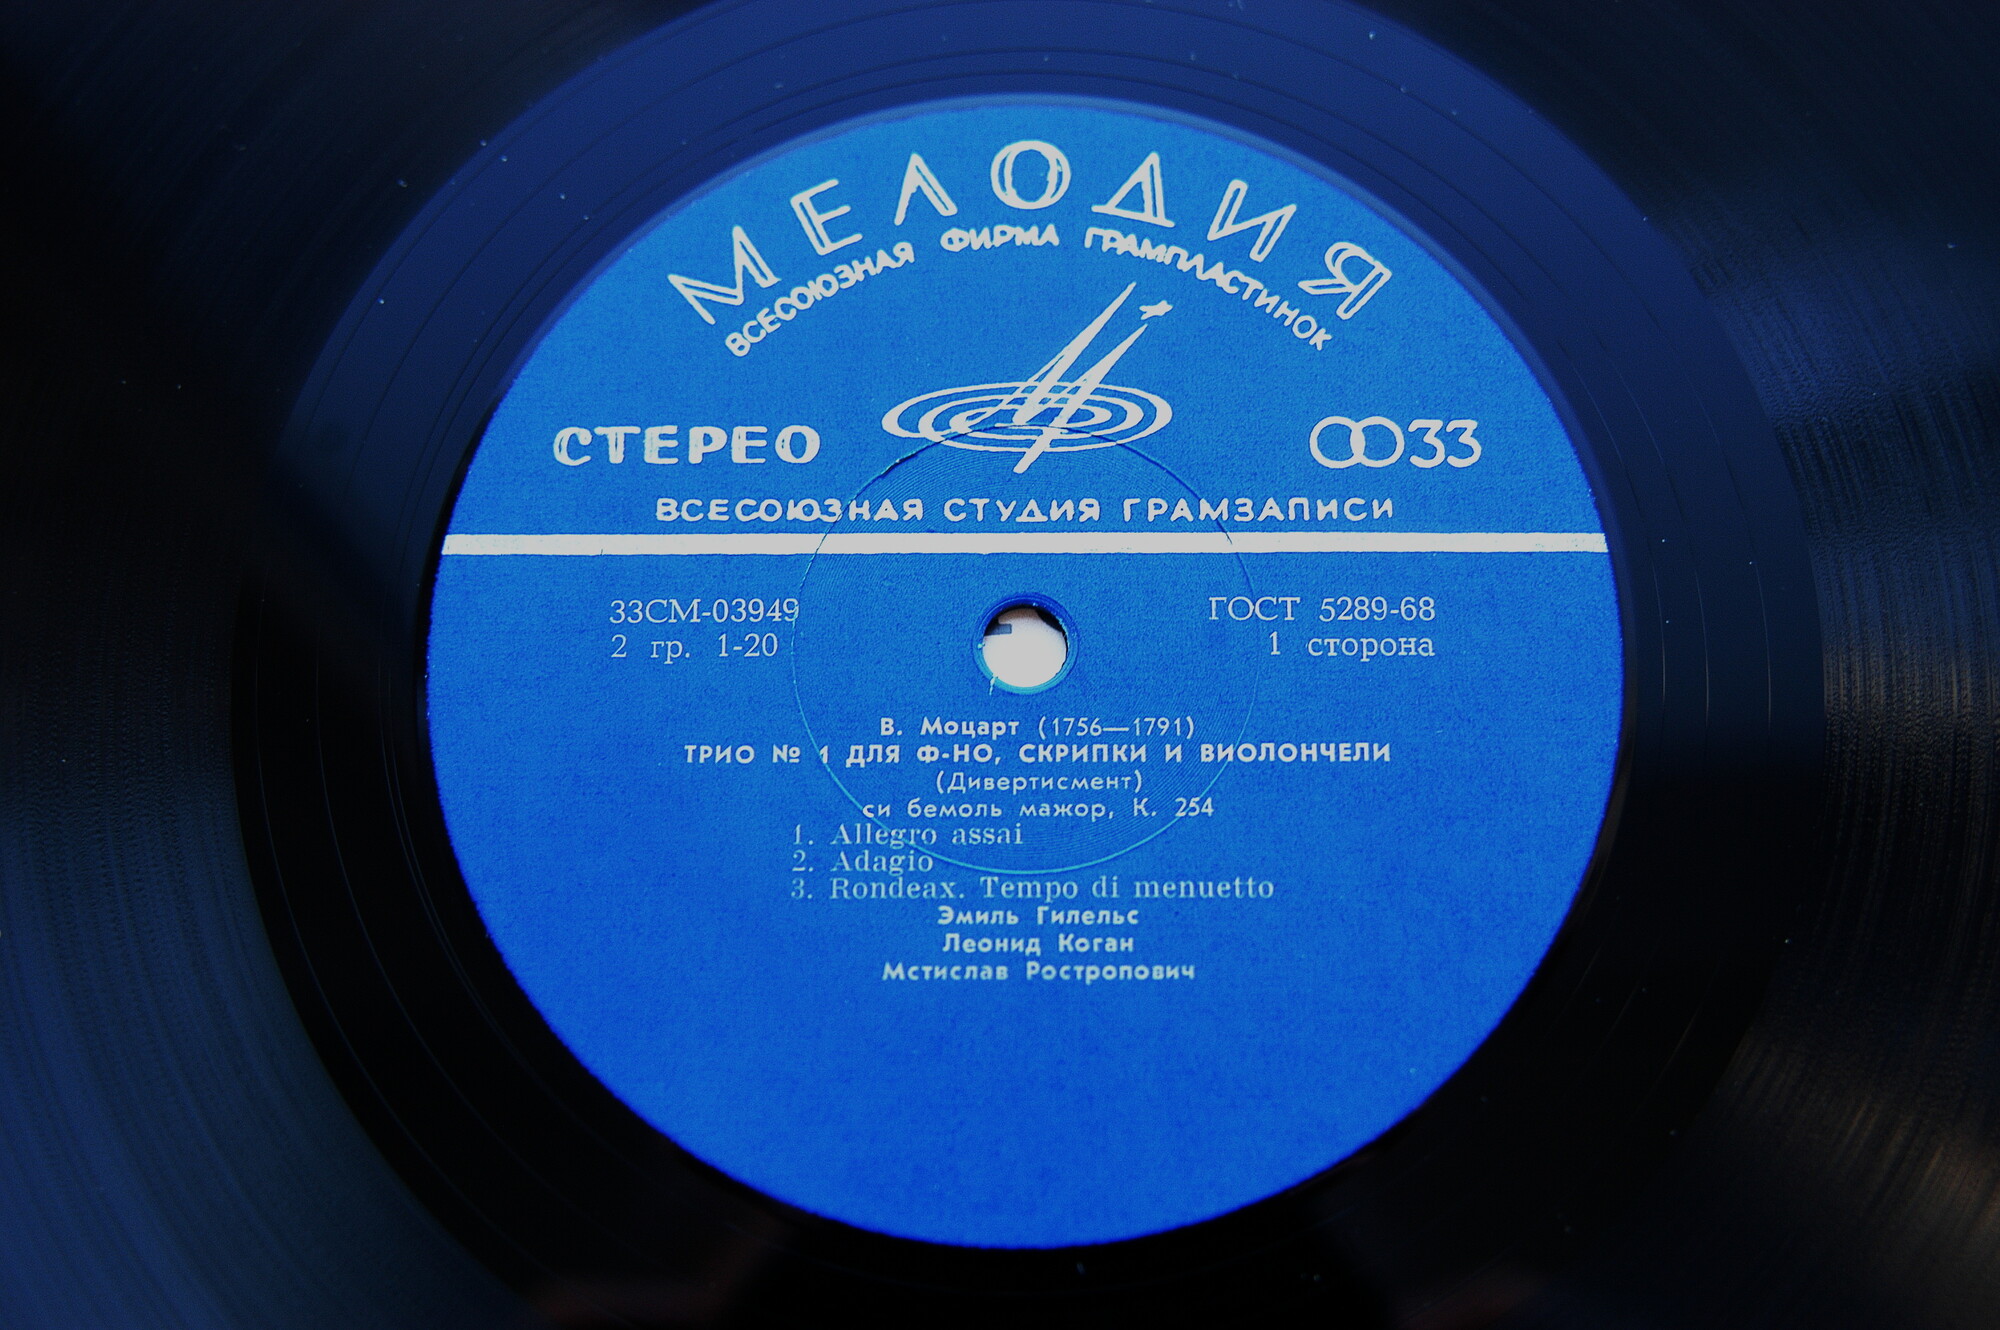 МЕЛОДИЯ
ВСЕСОЮЗНАЯ ФИРМА ГРАМПЛАСТИНОК
СТЕРЕО
33
ВСЕСОЮЗНАЯ СТУДИЯ ГРАМЗАПИСИ
33СМ-03949
ГОСТ 5289-68
2 гр. 1-20
1 сторона
В. Моцарт (1756—1791)
ТРИО № 1 ДЛЯ Ф-НО, СКРИПКИ И ВИОЛОНЧЕЛИ
(Дивертисмент)
си бемоль мажор, К. 254
1. Allegro assai
2. Adagio
3. Rondeax. Tempo di menuetto
Эмиль Гилельс
Леонид Коган
Мстислав Ростропович